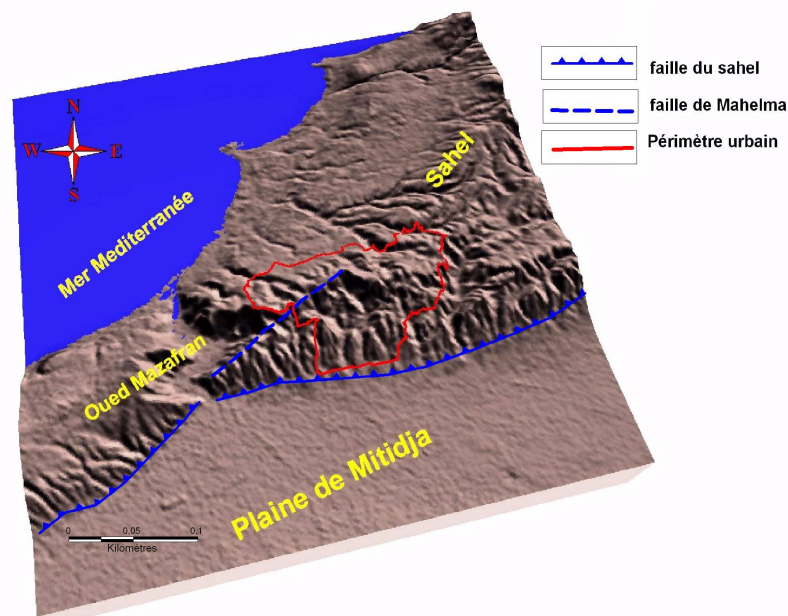 faille du sahel
faille de Mahelma
Périmètre urbain
N
W E
S
Sahel
Mer Mediterranée
Oued Mazafran
Plaine de Mitidja
0 0.05 0.1
Kilomètres